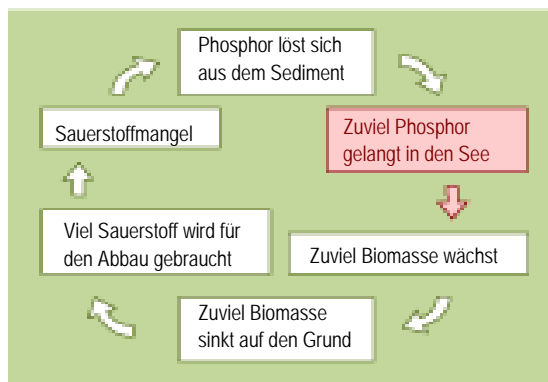 Phosphor löst sich
aus dem Sediment
Zuviel Phosphor
gelangt in den See
Zuviel Biomasse wächst
Zuviel Biomasse
sinkt auf den Grund
Viel Sauerstoff wird für
den Abbau gebraucht
Sauerstoffmangel